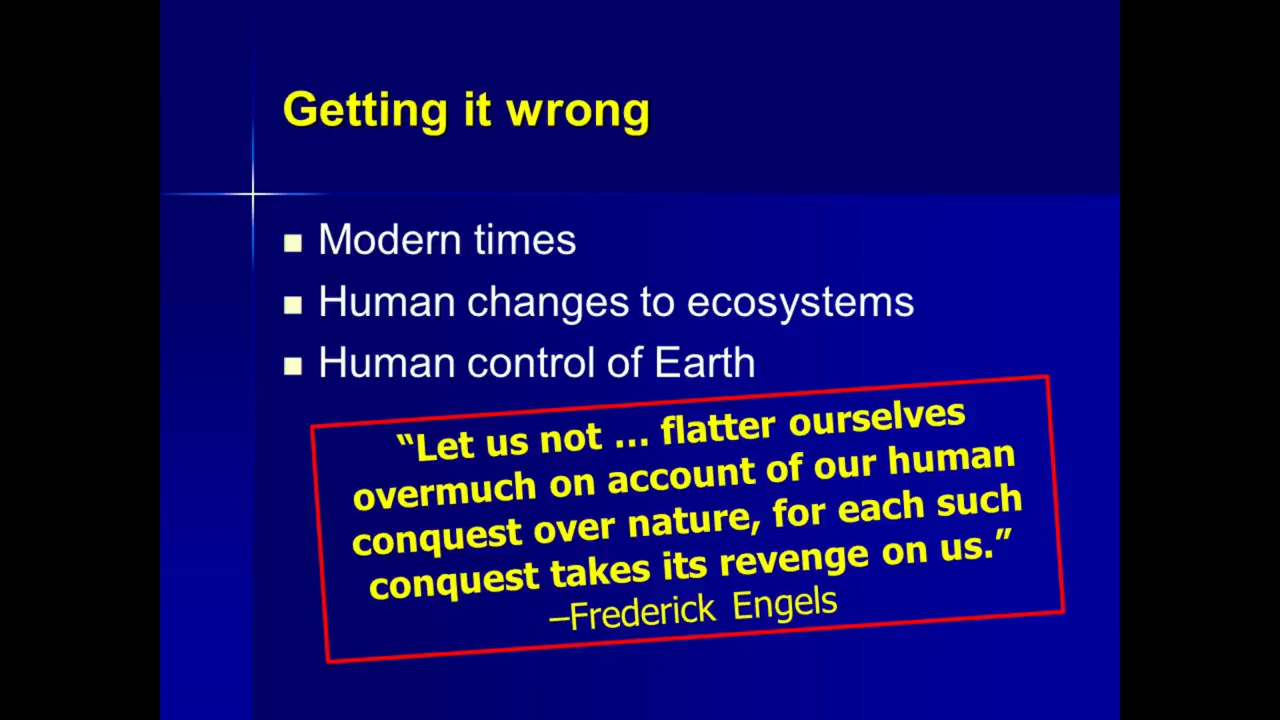 Getting it wrong
Modern times
Human changes to ecosystems
Human control of Earth
“Let us not ... flatter ourselves
overmuch on account of our human
conquest over nature, for each such
conquest takes its revenge on us.”
–Frederick Engels